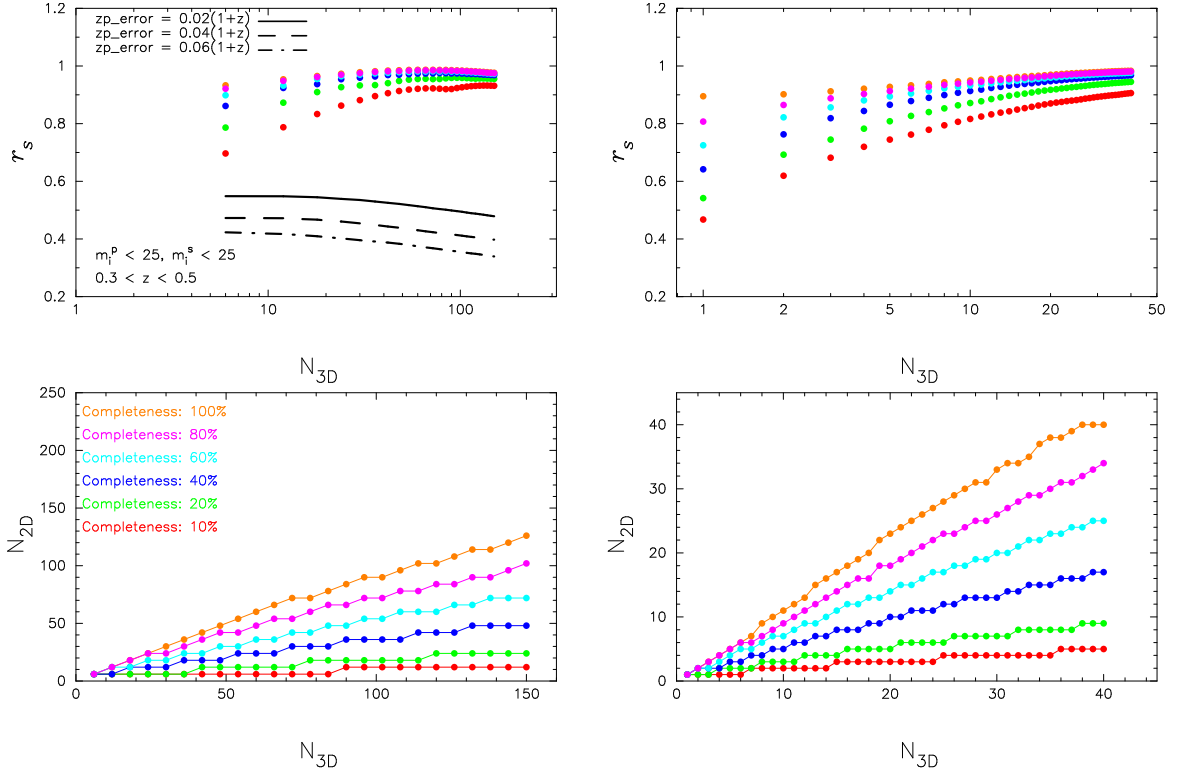 zp_error = 0.02(1+z)
zp_error = 0.04(1+z)
zp_error = 0.06(1+z)
1.2
1
0.8
0.6
0.4
0.2
r_s
m_i^p < 25, m_i^s < 25
0.3 < z < 0.5
1 10 100
N_3D
1.2
1
0.8
0.6
0.4
0.2
r_s
1 2 5 10 20 50
N_3D
250
200
150
100
50
0
N_2D
Completeness: 100%
Completeness: 80%
Completeness: 60%
Completeness: 40%
Completeness: 20%
Completeness: 10%
0 50 100 150
N_3D
40
30
20
10
0
N_2D
10 20 30 40
N_3D